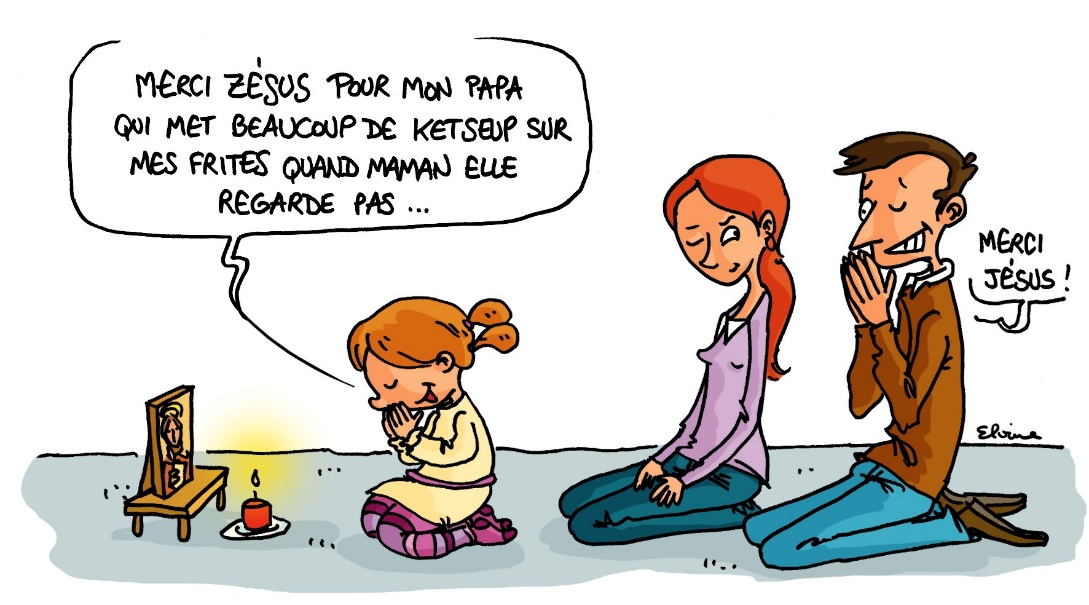 MERCI ZÉSUS POUR MON PAPA
QUI MET BEAUCOUP DE KETSEUP SUR
MES FRITES QUAND MAMAN ELLE
REGARDE PAS ...
MERCI
JÉSUS !
Elvine